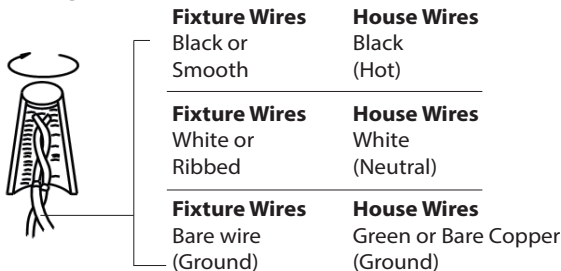 Fixture Wires House Wires
Black or Black
Smooth (Hot)
Fixture Wires House Wires
White or White
Ribbed (Neutral)
Fixture Wires House Wires
Bare wire Green or Bare Copper
(Ground) (Ground)